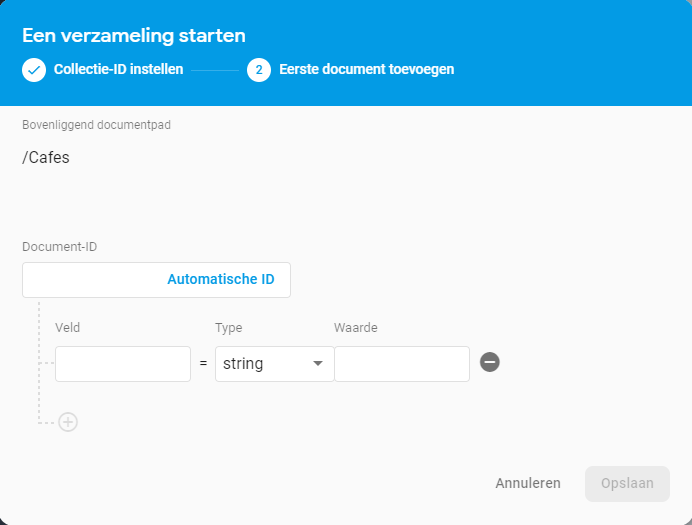 Een verzameling starten
Collectie-ID instellen 2 Eerste document toevoegen
Bovenliggend documentpad
/Cafes
Document-ID
Automatische ID
Veld Type Waarde
= string
Annuleren Opslaan